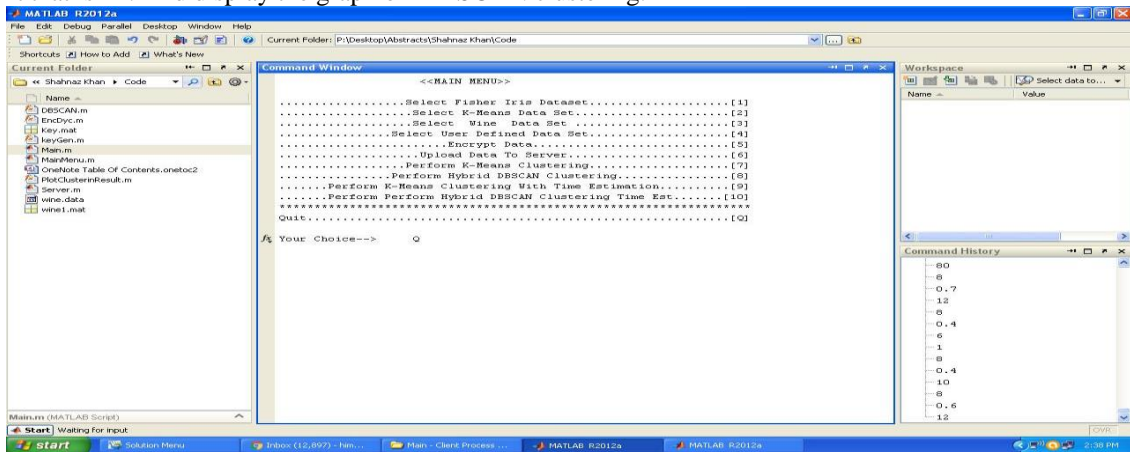 MATLAB R2012a
File Edit Debug Parallel Desktop Window Help
Current Folder: P:\Desktop\Abstracts\Shahnaz Khan\Code
Shortcuts How to Add What's New
Current Folder
« Shahnaz Khan ▸ Code
Name
DBSCAN.m
EncDyc.m
Key.mat
keyGen.m
Main.m
MainMenu.m
OneNote Table Of Contents.onetoc2
PlotClusterinResult.m
Server.m
wine.data
wine1.mat
Main.m (MATLAB Script)
Command Window
<<MAIN MENU>>
..................Select Fisher Iris Dataset....................[1]
...................Select K-Means Data Set......................[2]
...................Select Wine Data Set ......................[3]
................Select User Defined Data Set....................[4]
........................Encrypt Data............................[5]
....................Upload Data To Server.......................[6]
..................Perform K-Means Clustering....................[7]
................Perform Hybrid DBSCAN Clustering................[8]
.......Perform K-Means Clustering With Time Estimation..........[9]
.......Perform Perform Hybrid DBSCAN Clustering Time Est.......[10]
*******************************************************************
Quit............................................................[Q]
fx Your Choice--> Q
Workspace
Select data to...
Name Value
Command History
80
8
0.7
12
8
0.4
6
1
8
0.4
10
8
0.6
12
Start Waiting for input
OVR
start Solution Menu Inbox (12,897) - him... Main - Client Process ... MATLAB R2012a MATLAB R2012a 2:38 PM